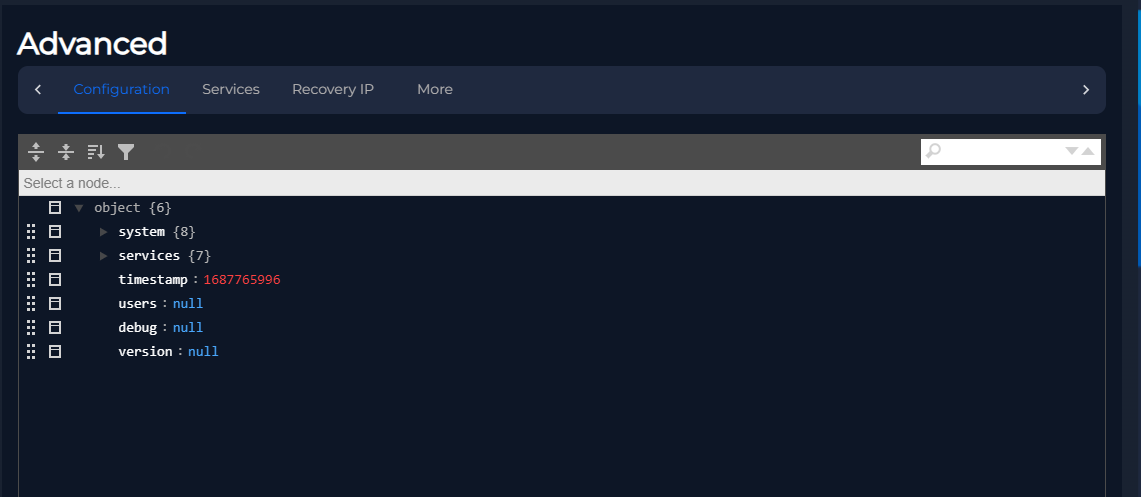 Advanced
Configuration Services Recovery IP More
Select a node...
object {6}
system {8}
services {7}
timestamp : 1687765996
users : null
debug : null
version : null